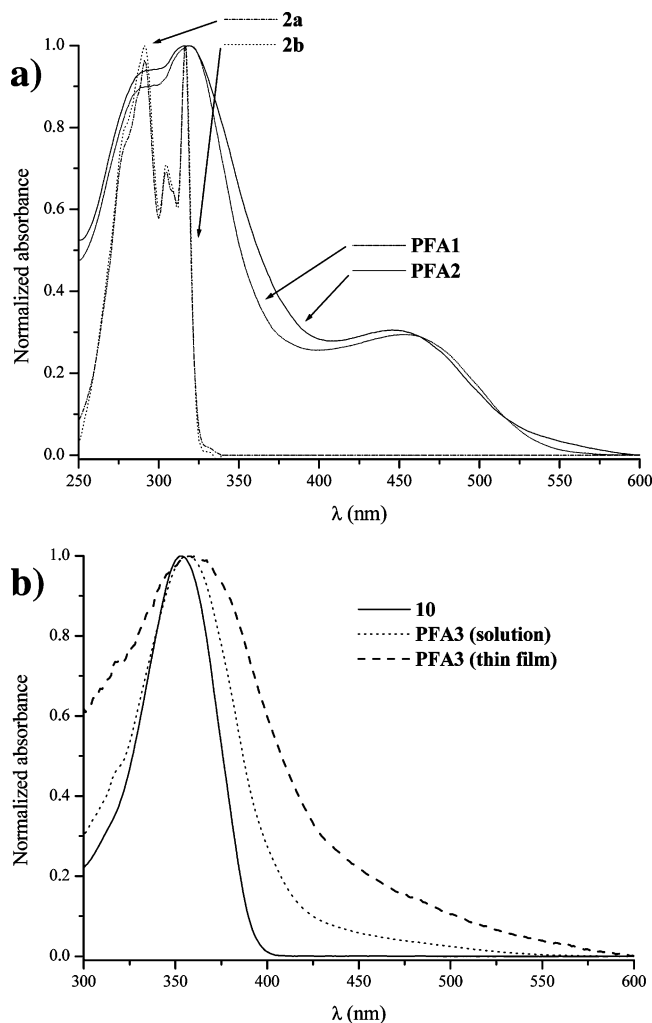 a)
2a
2b
PFA1
PFA2
Normalized absorbance
1.0
0.8
0.6
0.4
0.2
0.0
250 300 350 400 450 500 550 600
λ (nm)
b)
10
PFA3 (solution)
PFA3 (thin film)
Normalized absorbance
1.0
0.8
0.6
0.4
0.2
0.0
300 350 400 450 500 550 600
λ (nm)